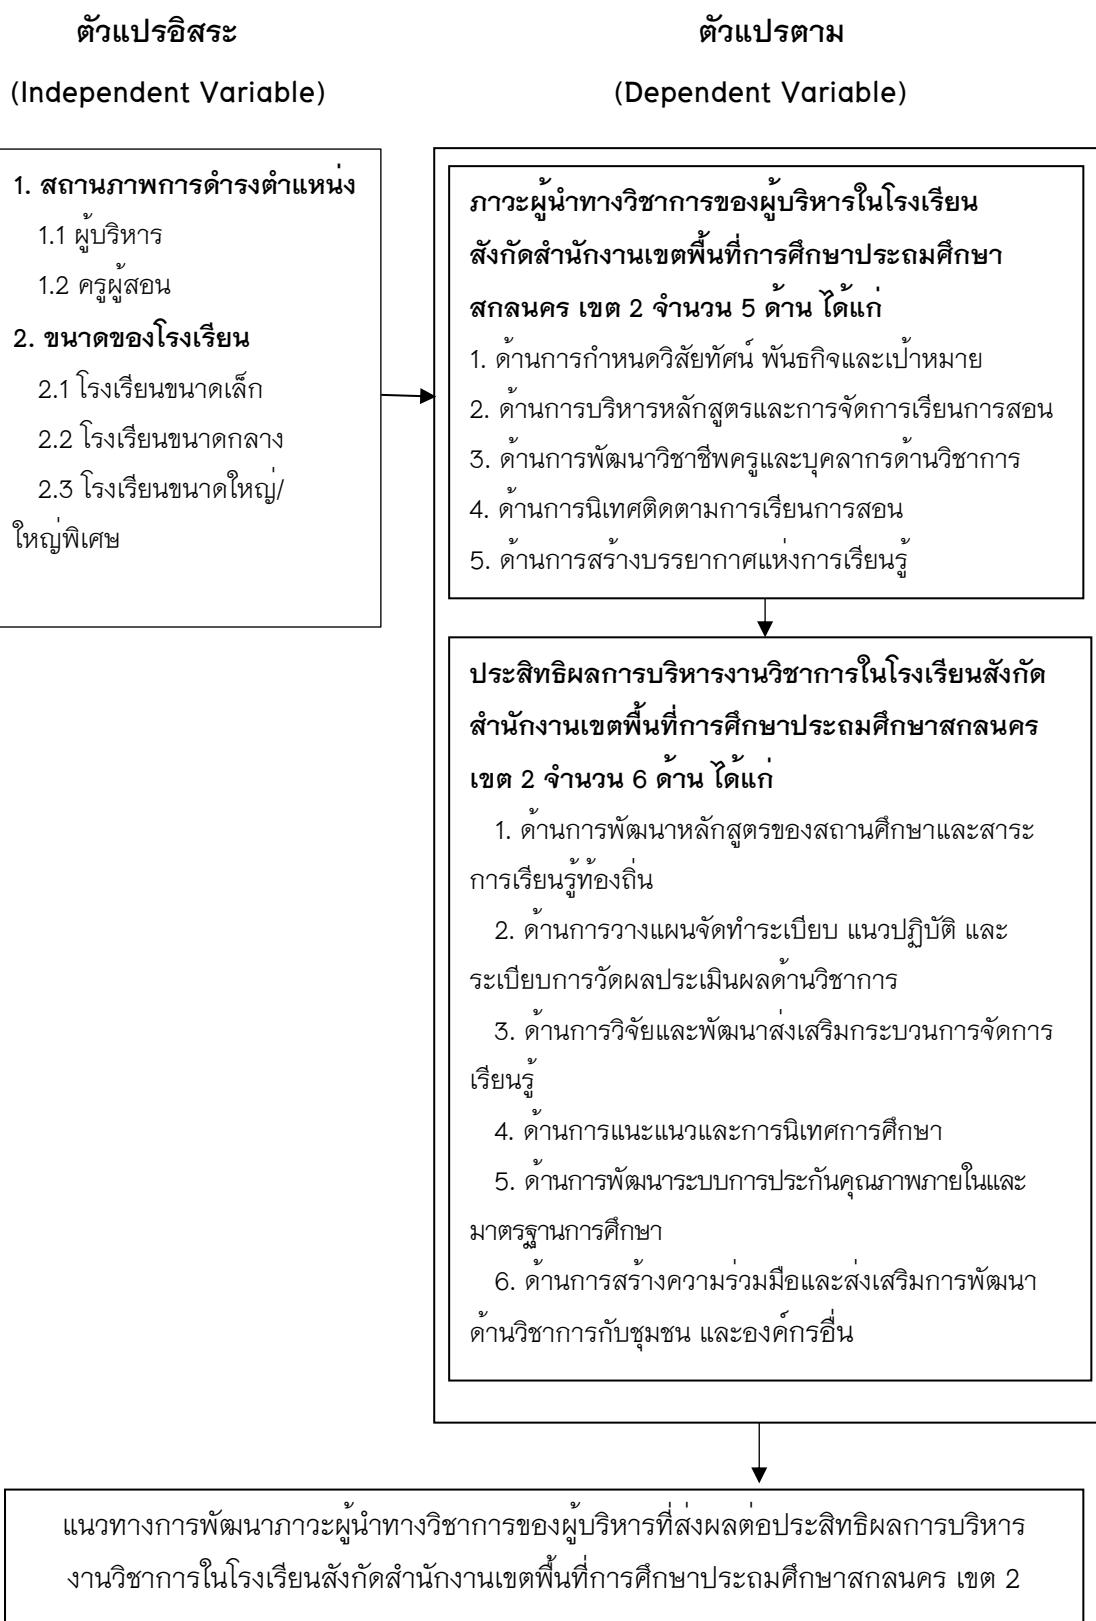 ตัวแปรอิสระ
(Independent Variable)
ตัวแปรตาม
(Dependent Variable)
1. สถานภาพการดำรงตำแหน่ง
1.1 ผู้บริหาร
1.2 ครูผู้สอน
2. ขนาดของโรงเรียน
2.1 โรงเรียนขนาดเล็ก
2.2 โรงเรียนขนาดกลาง
2.3 โรงเรียนขนาดใหญ่/
ใหญ่พิเศษ
ภาวะผู้นำทางวิชาการของผู้บริหารในโรงเรียน
สังกัดสำนักงานเขตพื้นที่การศึกษาประถมศึกษา
สกลนคร เขต 2 จำนวน 5 ด้าน ได้แก่
1. ด้านการกำหนดวิสัยทัศน์ พันธกิจและเป้าหมาย
2. ด้านการบริหารหลักสูตรและการจัดการเรียนการสอน
3. ด้านการพัฒนาวิชาชีพครูและบุคลากรด้านวิชาการ
4. ด้านการนิเทศติดตามการเรียนการสอน
5. ด้านการสร้างบรรยากาศแห่งการเรียนรู้
ประสิทธิผลการบริหารงานวิชาการในโรงเรียนสังกัด
สำนักงานเขตพื้นที่การศึกษาประถมศึกษาสกลนคร
เขต 2 จำนวน 6 ด้าน ได้แก่
1. ด้านการพัฒนาหลักสูตรของสถานศึกษาและสาระ
การเรียนรู้ท้องถิ่น
2. ด้านการวางแผนจัดทำระเบียบ แนวปฏิบัติ และ
ระเบียบการวัดผลประเมินผลด้านวิชาการ
3. ด้านการวิจัยและพัฒนาส่งเสริมกระบวนการจัดการ
เรียนรู้
4. ด้านการแนะแนวและการนิเทศการศึกษา
5. ด้านการพัฒนาระบบการประกันคุณภาพภายในและ
มาตรฐานการศึกษา
6. ด้านการสร้างความร่วมมือและส่งเสริมการพัฒนา
ด้านวิชาการกับชุมชน และองค์กรอื่น
แนวทางการพัฒนาภาวะผู้นำทางวิชาการของผู้บริหารที่ส่งผลต่อประสิทธิผลการบริหาร
งานวิชาการในโรงเรียนสังกัดสำนักงานเขตพื้นที่การศึกษาประถมศึกษาสกลนคร เขต 2